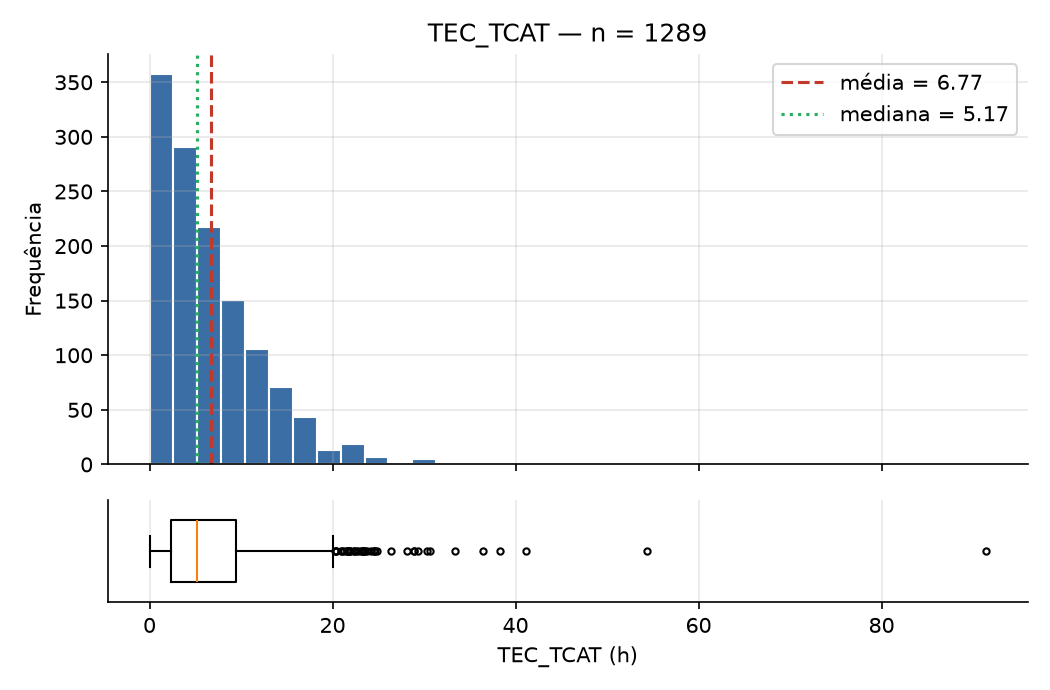 TEC_TCAT — n = 1289
média = 6.77
mediana = 5.17
Frequência
350
300
250
200
150
100
50
0
0 20 40 60 80
TEC_TCAT (h)